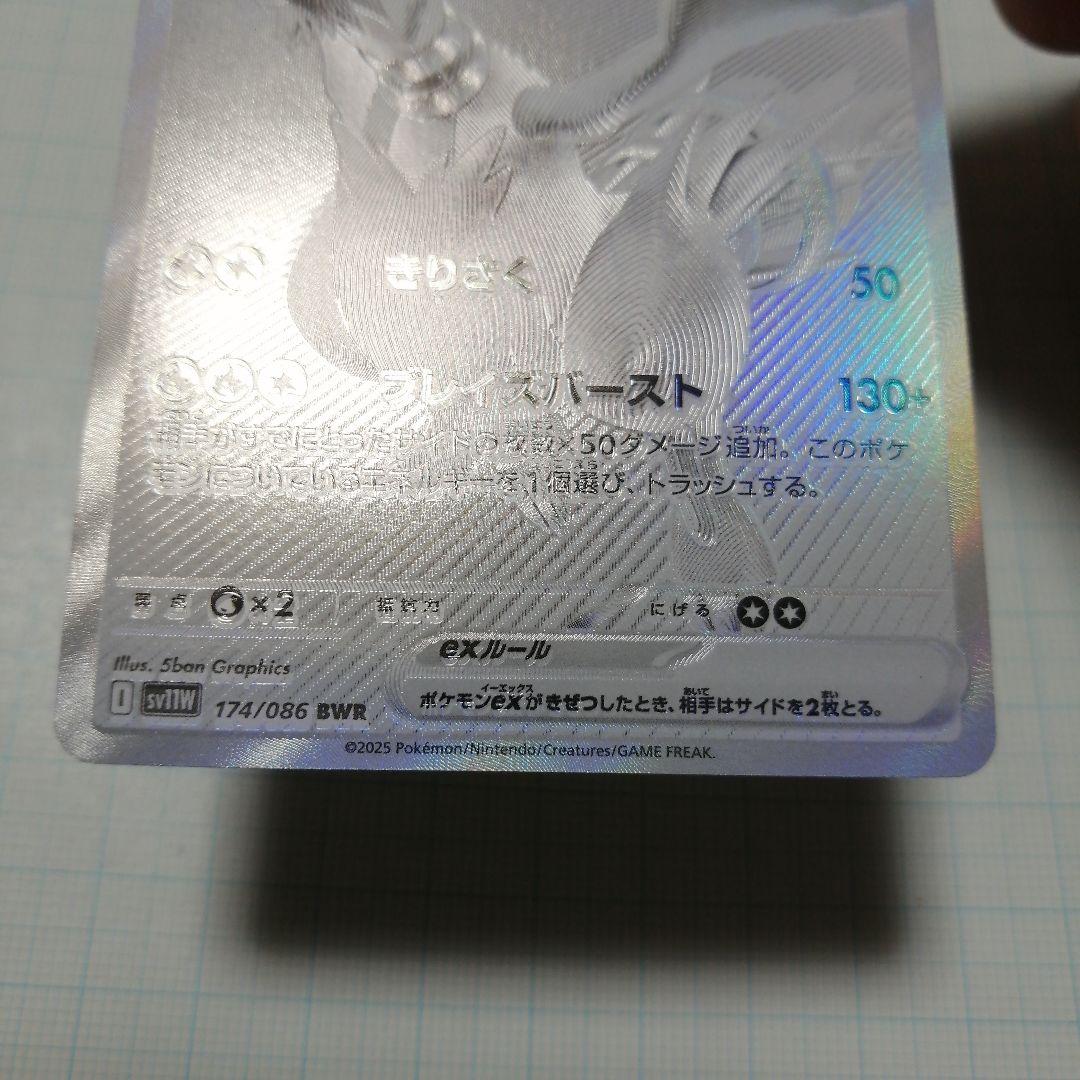 きりさく 50
ブレイズバースト 130+
相手がすでにとったサイドの枚数×50ダメージ追加。このポケ
モンについているエネルギーを1個選び、トラッシュする。
弱点 ×2 抵抗力 にげる
Illus. 5ban Graphics
exルール
ポケモンexがきぜつしたとき、相手はサイドを2枚とる。
sv11W 174/086 BWR
©2025 Pokémon/Nintendo/Creatures/GAME FREAK.